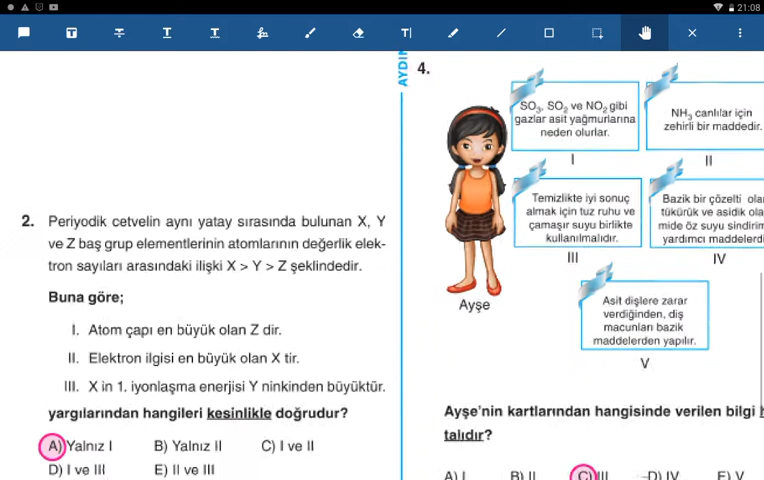 21:08
AYDIN
2. Periyodik cetvelin aynı yatay sırasında bulunan X, Y
ve Z baş grup elementlerinin atomlarının değerlik elek-
tron sayıları arasındaki ilişki X > Y > Z şeklindedir.
Buna göre;
I. Atom çapı en büyük olan Z dir.
II. Elektron ilgisi en büyük olan X tir.
III. X in 1. iyonlaşma enerjisi Y ninkinden büyüktür.
yargılarından hangileri kesinlikle doğrudur?
A) Yalnız I B) Yalnız II C) I ve II
D) I ve III E) II ve III
4.
SO₃, SO₂ ve NO₂ gibi
gazlar asit yağmurlarına
neden olurlar.
I
NH₃ canlılar için
zehirli bir maddedir.
II
Temizlikte iyi sonuç
almak için tuz ruhu ve
çamaşır suyu birlikte
kullanılmalıdır.
III
Bazik bir çözelti ola
tükürük ve asidik ola
mide öz suyu sindirim
yardımcı maddelerdi
IV
Asit dişlere zarar
verdiğinden, diş
macunları bazik
maddelerden yapılır.
V
Ayşe
Ayşe'nin kartlarından hangisinde verilen bilgi
talıdır?
A) I B) II C) III D) IV E) V